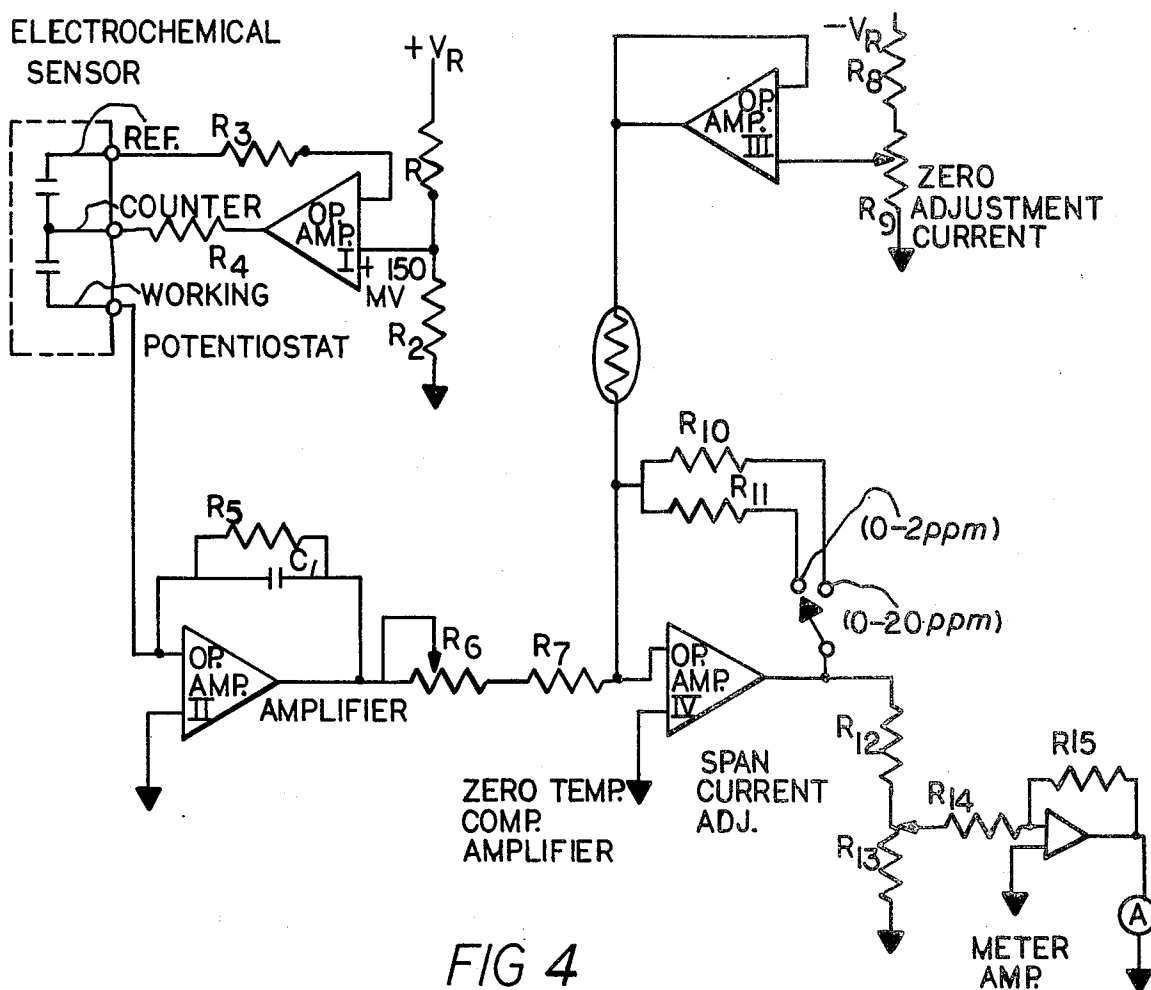 ELECTROCHEMICAL
SENSOR
+VR
REF.
R3
R
COUNTER
OP.
AMP.
I
R4
+150
MV
WORKING
R2
POTENTIOSTAT
-VR
R8
OP.
AMP.
III
ZERO
ADJUSTMENT
CURRENT
R9
R10
R11
(0-2ppm)
(0-20 ppm)
R5
C1
OP.
AMP.
II
AMPLIFIER
R6
R7
OP.
AMP.
IV
ZERO TEMP.
COMP.
AMPLIFIER
SPAN
CURRENT
ADJ.
R12
R13
R14
R15
METER
AMP.
A
FIG 4